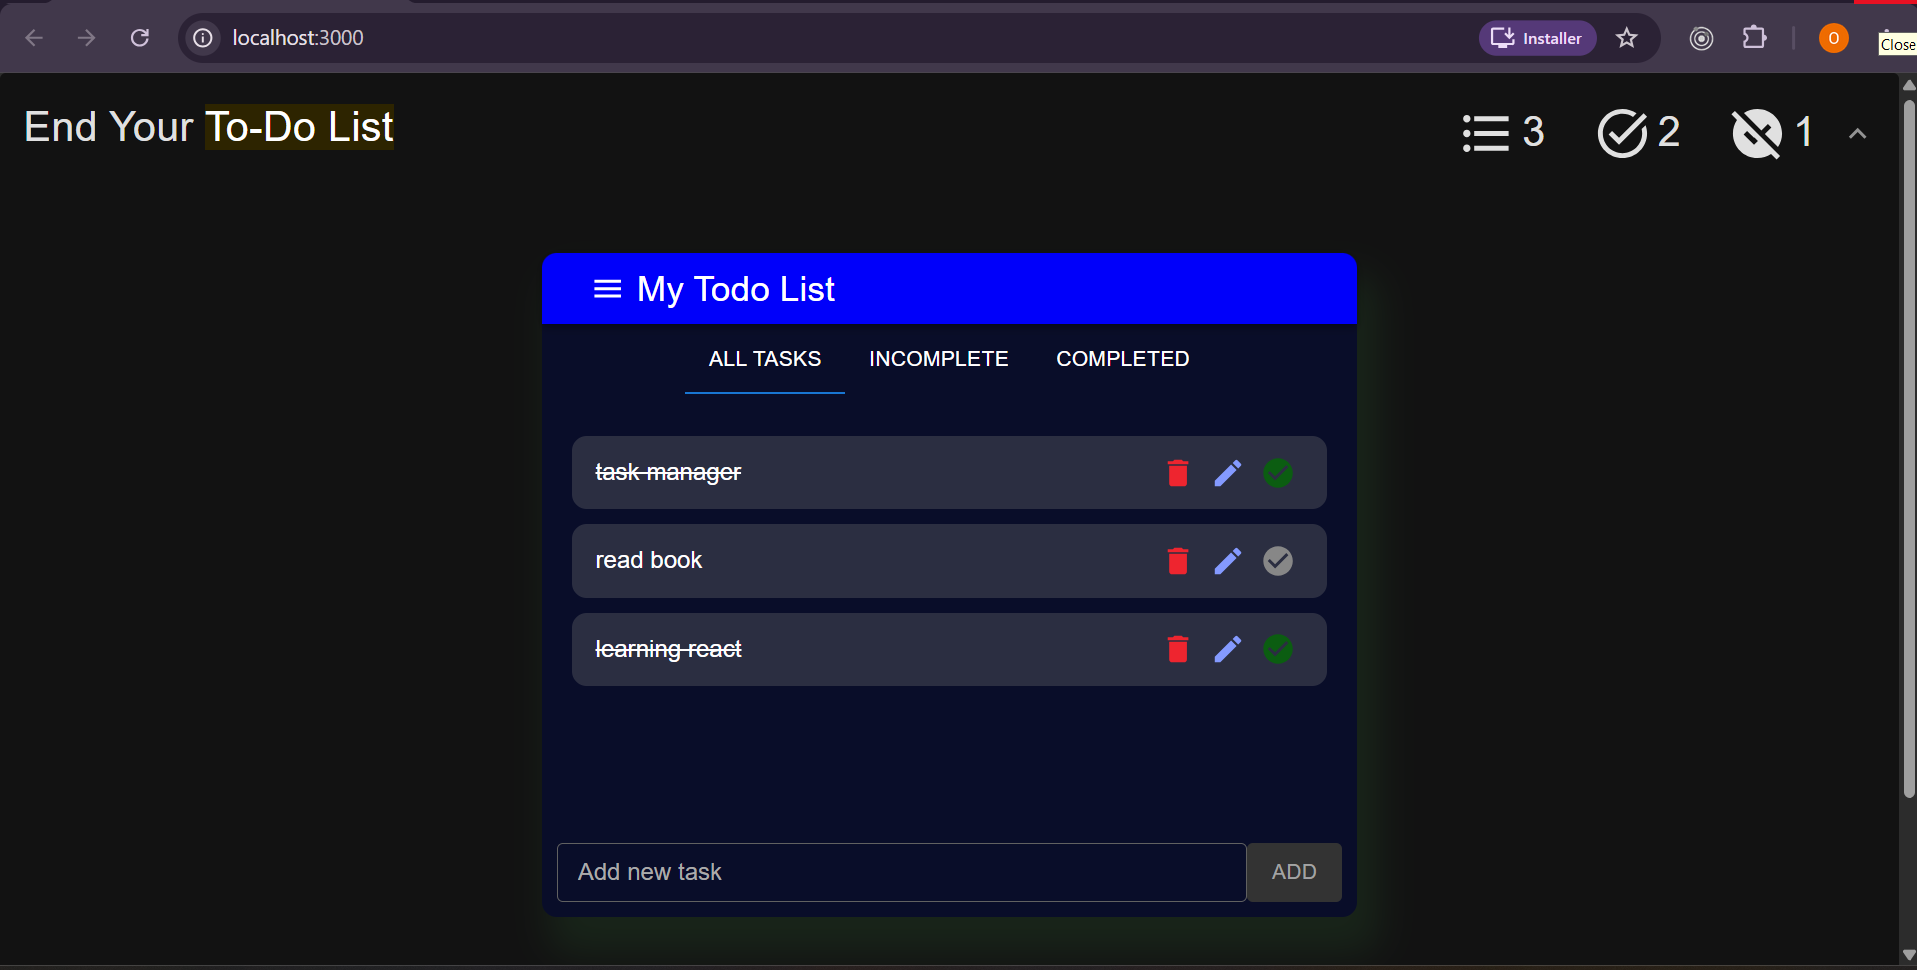 localhost:3000
Installer
O
Close
End Your To-Do List
3
2
1
My Todo List
ALL TASKS
INCOMPLETE
COMPLETED
task manager
read book
learning react
Add new task
ADD